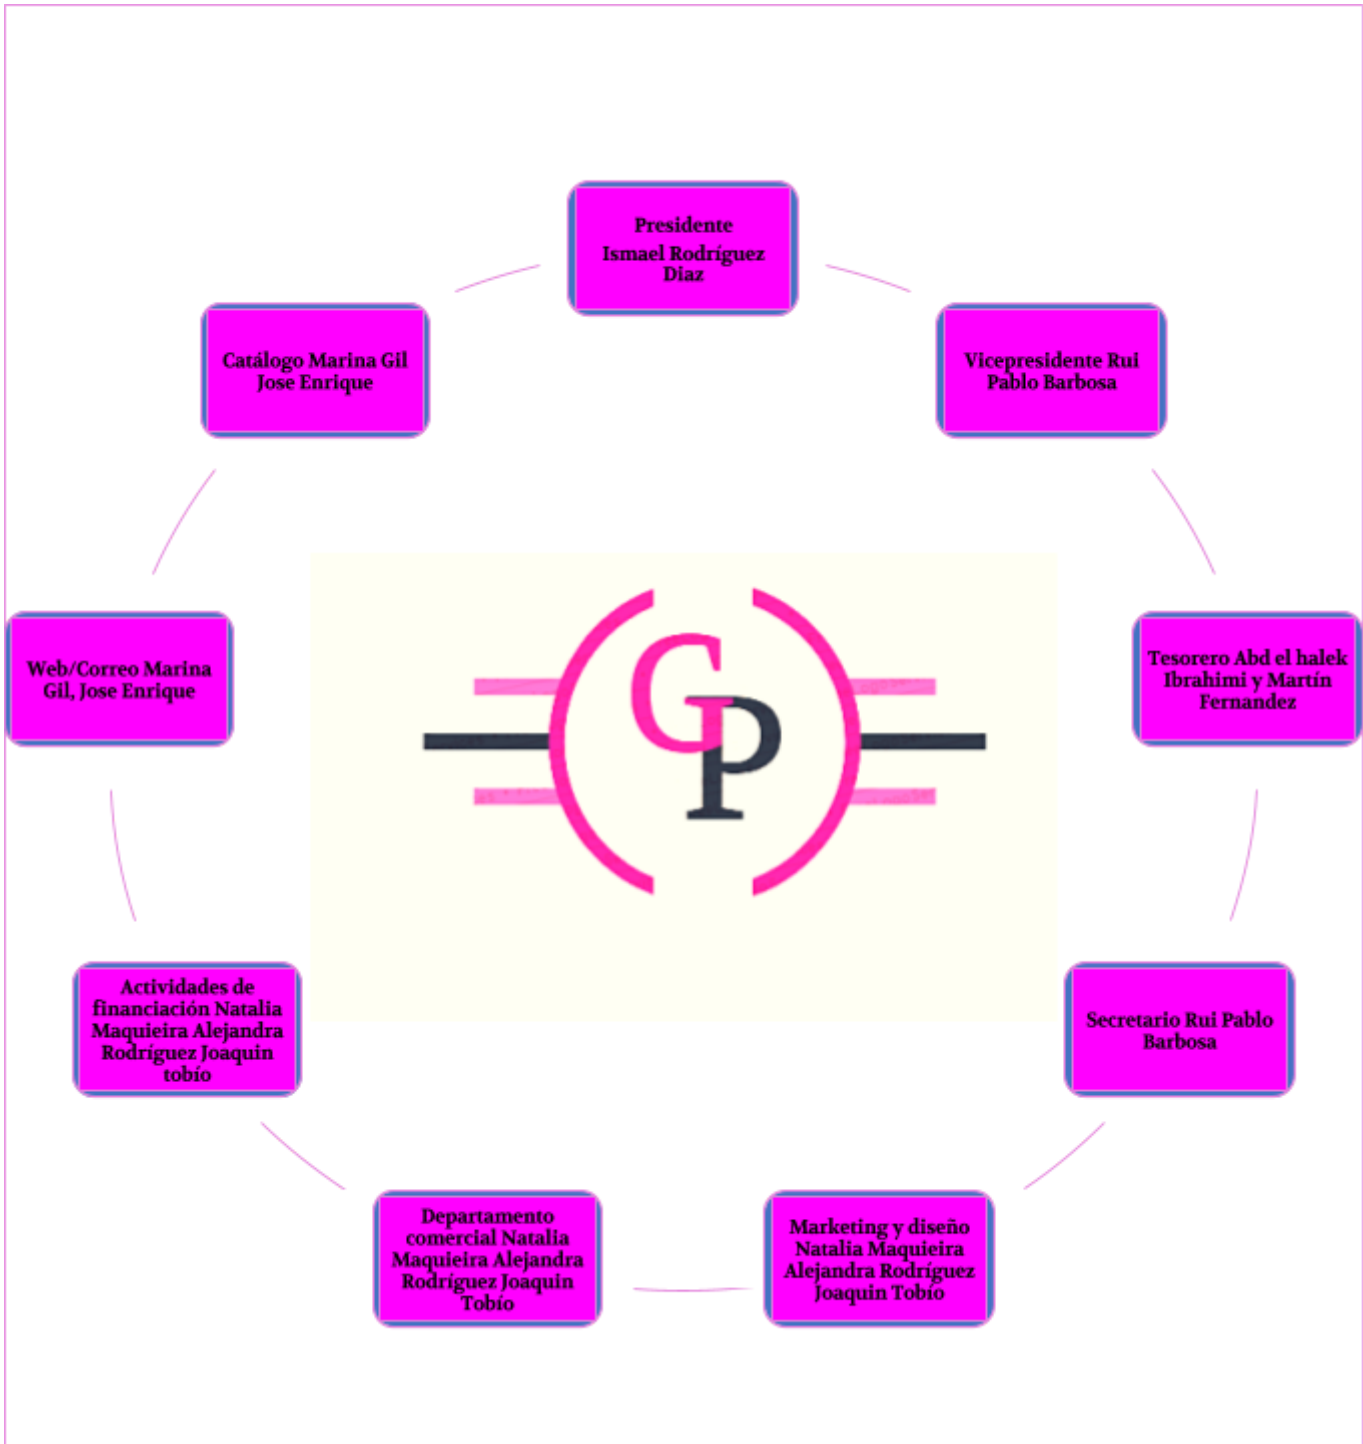 Presidente
Ismael Rodríguez
Diaz
Vicepresidente Rui
Pablo Barbosa
Tesorero Abd el halek
Ibrahimi y Martín
Fernandez
Secretario Rui Pablo
Barbosa
Marketing y diseño
Natalia Maquieira
Alejandra Rodríguez
Joaquin Tobío
Departamento
comercial Natalia
Maquieira Alejandra
Rodríguez Joaquin
Tobío
Actividades de
financiación Natalia
Maquieira Alejandra
Rodríguez Joaquin
tobío
Web/Correo Marina
Gil, Jose Enrique
Catálogo Marina Gil
Jose Enrique
GP